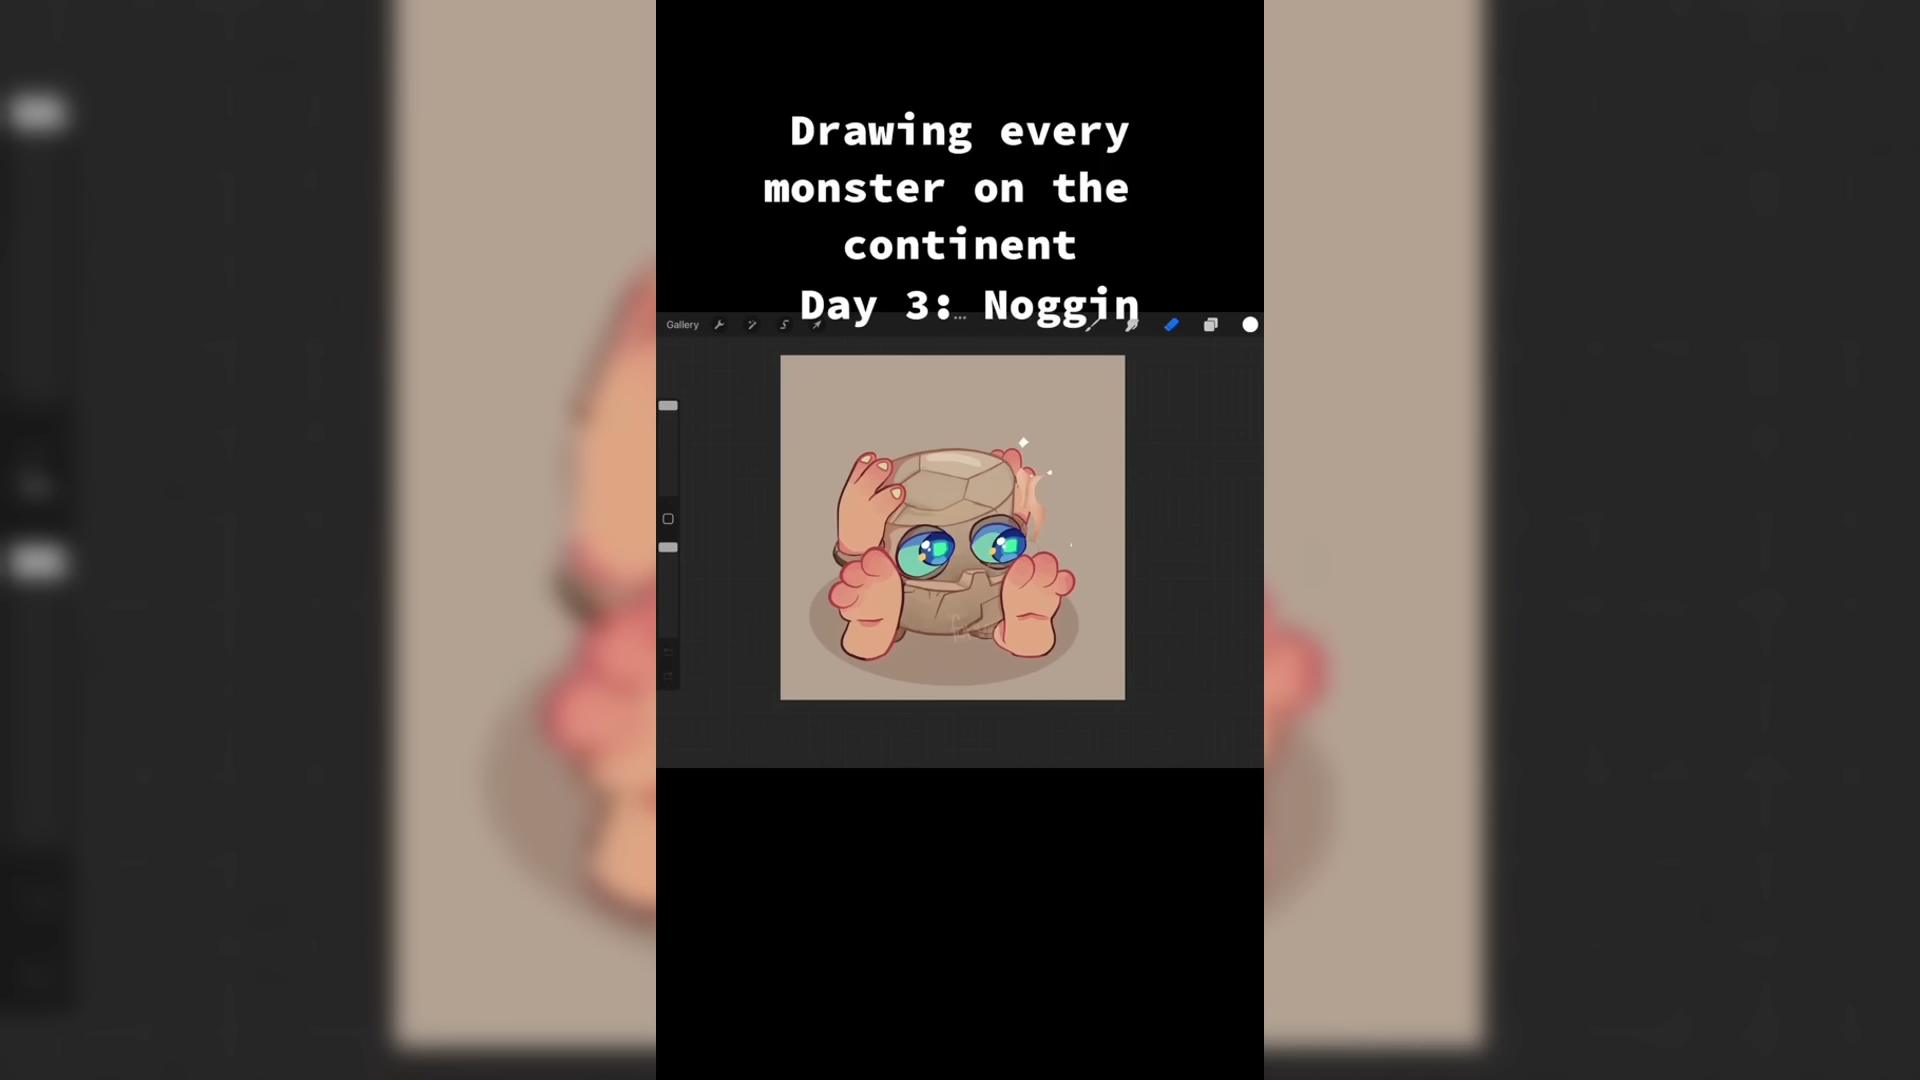 Drawing every
monster on the
continent
Day 3: Noggin
Gallery